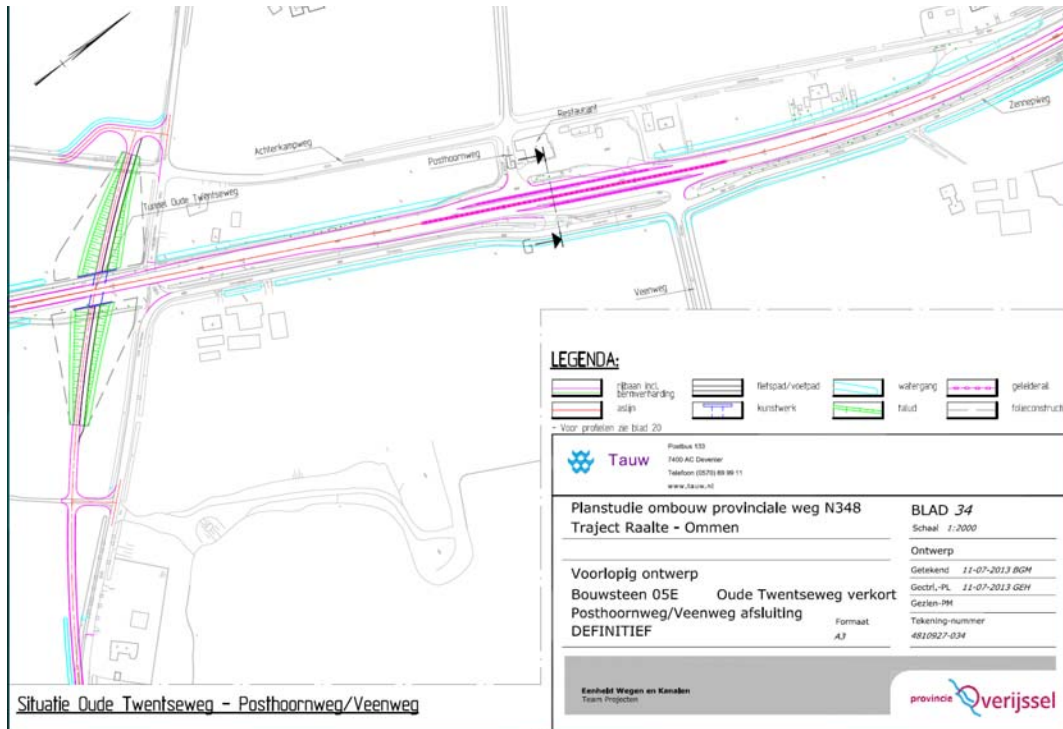 Restaurant
Zennepweg
Achterkampweg
Posthoornweg
G
Tunnel Oude Twentseweg
G
Veenweg
LEGENDA:
rijbaan incl. bermverharding
fietspad/voetpad
watergang
geleiderail
aslijn
kunstwerk
talud
folieconstruct
- Voor profielen zie blad 20
Tauw
Postbus 133
7400 AC Deventer
Telefoon (0570) 69 99 11
www.tauw.nl
Planstudie ombouw provinciale weg N348
Traject Raalte - Ommen
BLAD 34
Schaal 1:2000
Ontwerp
Getekend 11-07-2013 BGM
Gectrl.-PL 11-07-2013 GEH
Gezien-PM
Voorlopig ontwerp
Bouwsteen 05E Oude Twentseweg verkort
Posthoornweg/Veenweg afsluiting
DEFINITIEF
Formaat
A3
Tekening-nummer
4810927-034
Eenheid Wegen en Kanalen
Team Projecten
provincie Overijssel
Situatie Oude Twentseweg - Posthoornweg/Veenweg